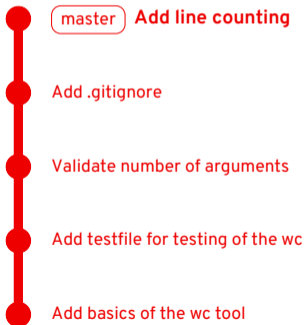 master Add line counting
Add .gitignore
Validate number of arguments
Add testfile for testing of the wc
Add basics of the wc tool